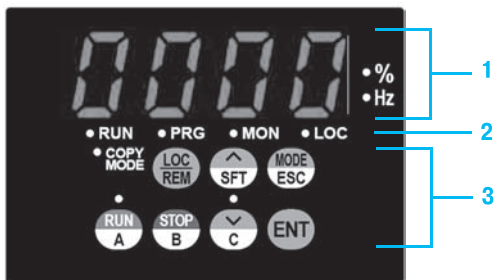 0000
%
Hz
1
RUN PRG MON LOC
2
COPY MODE
LOC REM
SFT
MODE ESC
3
RUN A
STOP B
C
ENT